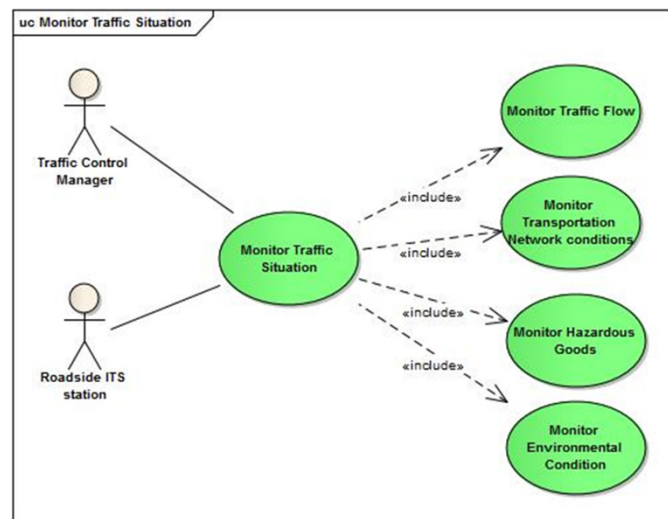 uc Monitor Traffic Situation
Traffic Control
Manager
Roadside ITS
station
Monitor Traffic
Situation
«include»
«include»
«include»
«include»
Monitor Traffic Flow
Monitor
Transportation
Network conditions
Monitor Hazardous
Goods
Monitor
Environmental
Condition